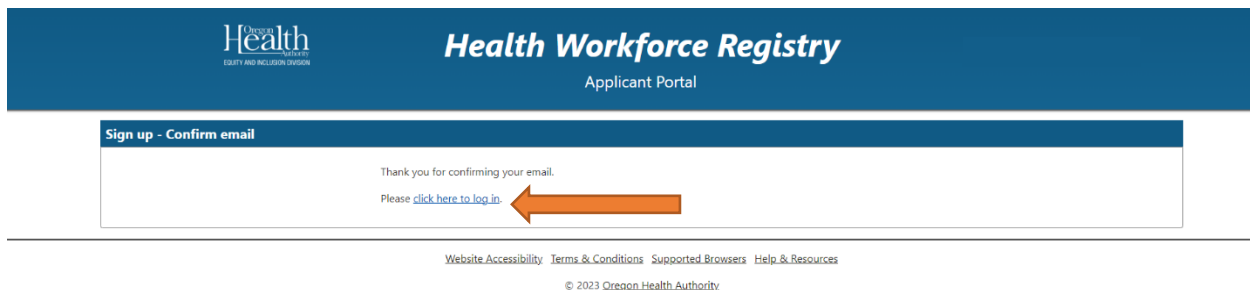 Oregon
Health
Authority
EQUITY AND INCLUSION DIVISION
Health Workforce Registry
Applicant Portal
Sign up - Confirm email
Thank you for confirming your email.
Please click here to log in.
Website Accessibility Terms & Conditions Supported Browsers Help & Resources
© 2023 Oregon Health Authority